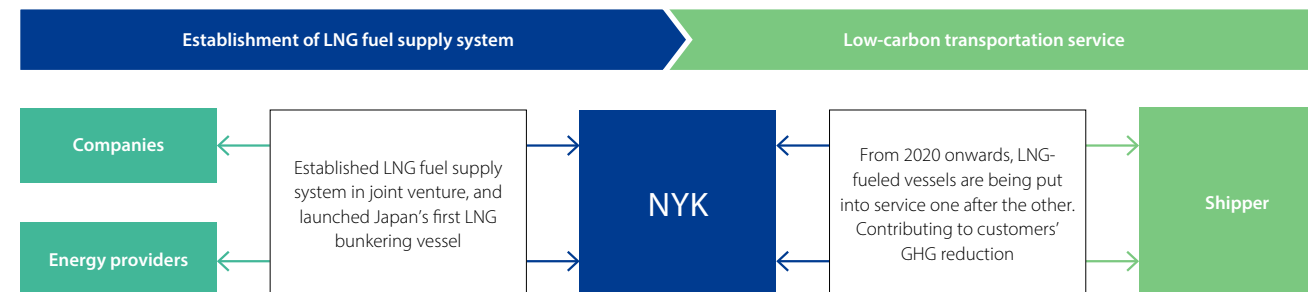 Establishment of LNG fuel supply system
Low-carbon transportation service
Companies
Energy providers
Established LNG fuel supply
system in joint venture, and
launched Japan’s first LNG
bunkering vessel
NYK
From 2020 onwards, LNG-
fueled vessels are being put
into service one after the other.
Contributing to customers’
GHG reduction
Shipper